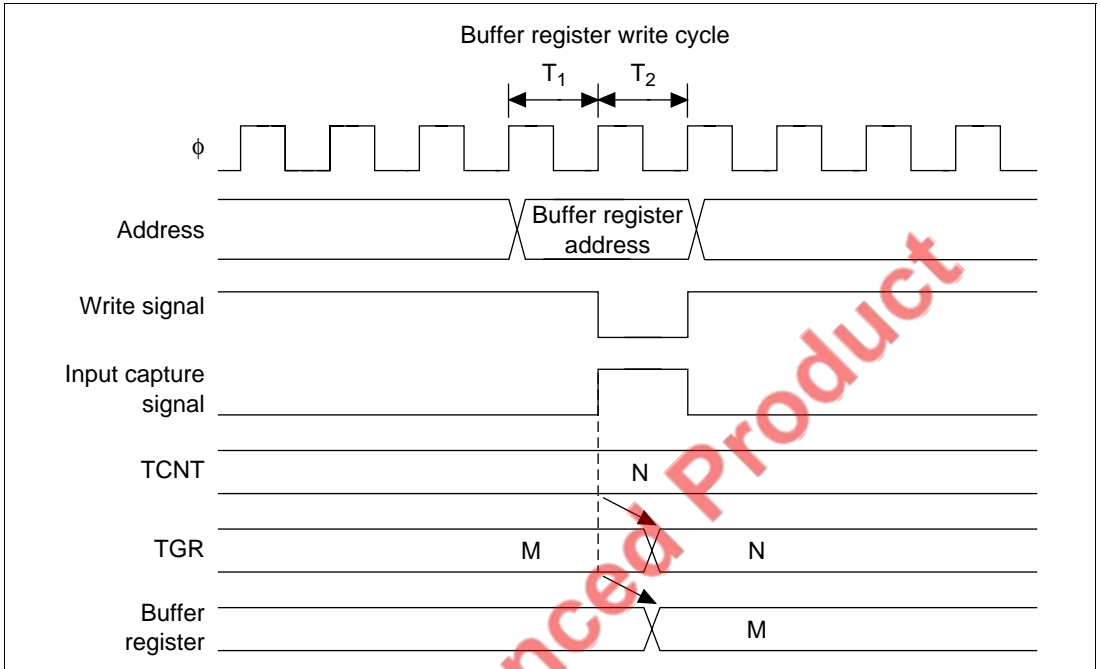 Buffer register write cycle
T1 T2
φ
Address
Buffer register
address
Write signal
Input capture
signal
TCNT
N
TGR
M
N
Buffer
register
M
nced Product